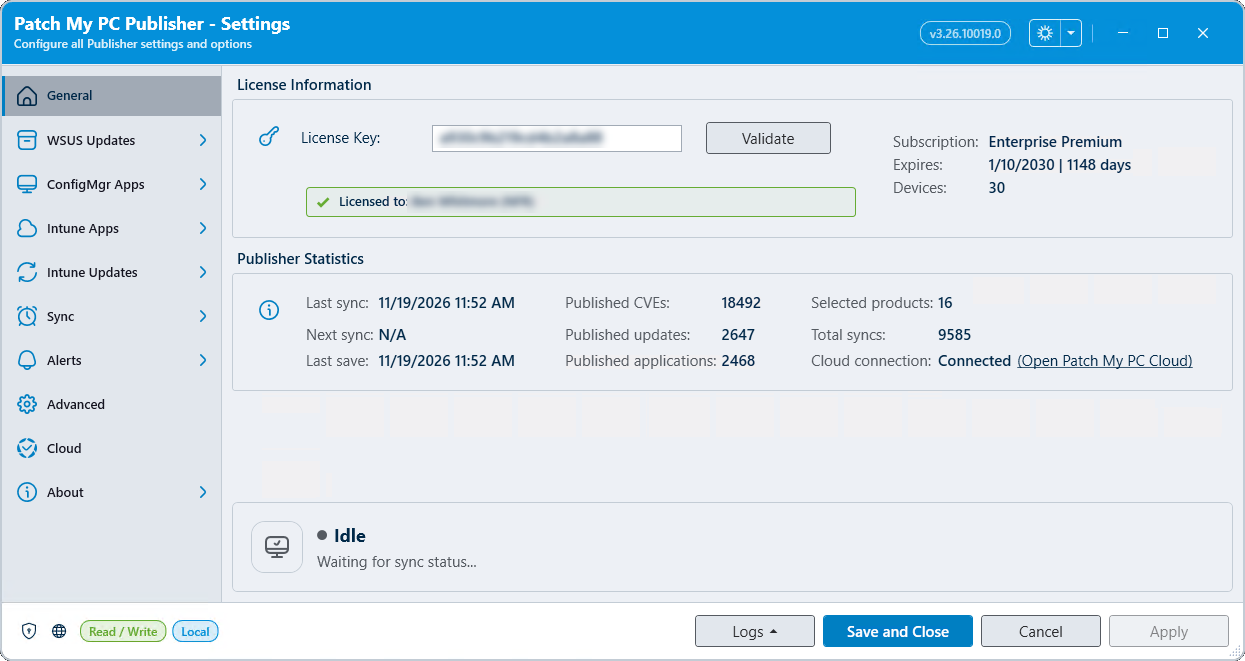 Patch My PC Publisher - Settings
Configure all Publisher settings and options
v3.26.10019.0
General
WSUS Updates
ConfigMgr Apps
Intune Apps
Intune Updates
Sync
Alerts
Advanced
Cloud
About
License Information
License Key:
Validate
Subscription: Enterprise Premium
Expires: 1/10/2030 | 1148 days
Devices: 30
Licensed to:
Publisher Statistics
Last sync: 11/19/2026 11:52 AM
Next sync: N/A
Last save: 11/19/2026 11:52 AM
Published CVEs: 18492
Published updates: 2647
Published applications: 2468
Selected products: 16
Total syncs: 9585
Cloud connection: Connected (Open Patch My PC Cloud)
Idle
Waiting for sync status...
Read / Write
Local
Logs
Save and Close
Cancel
Apply